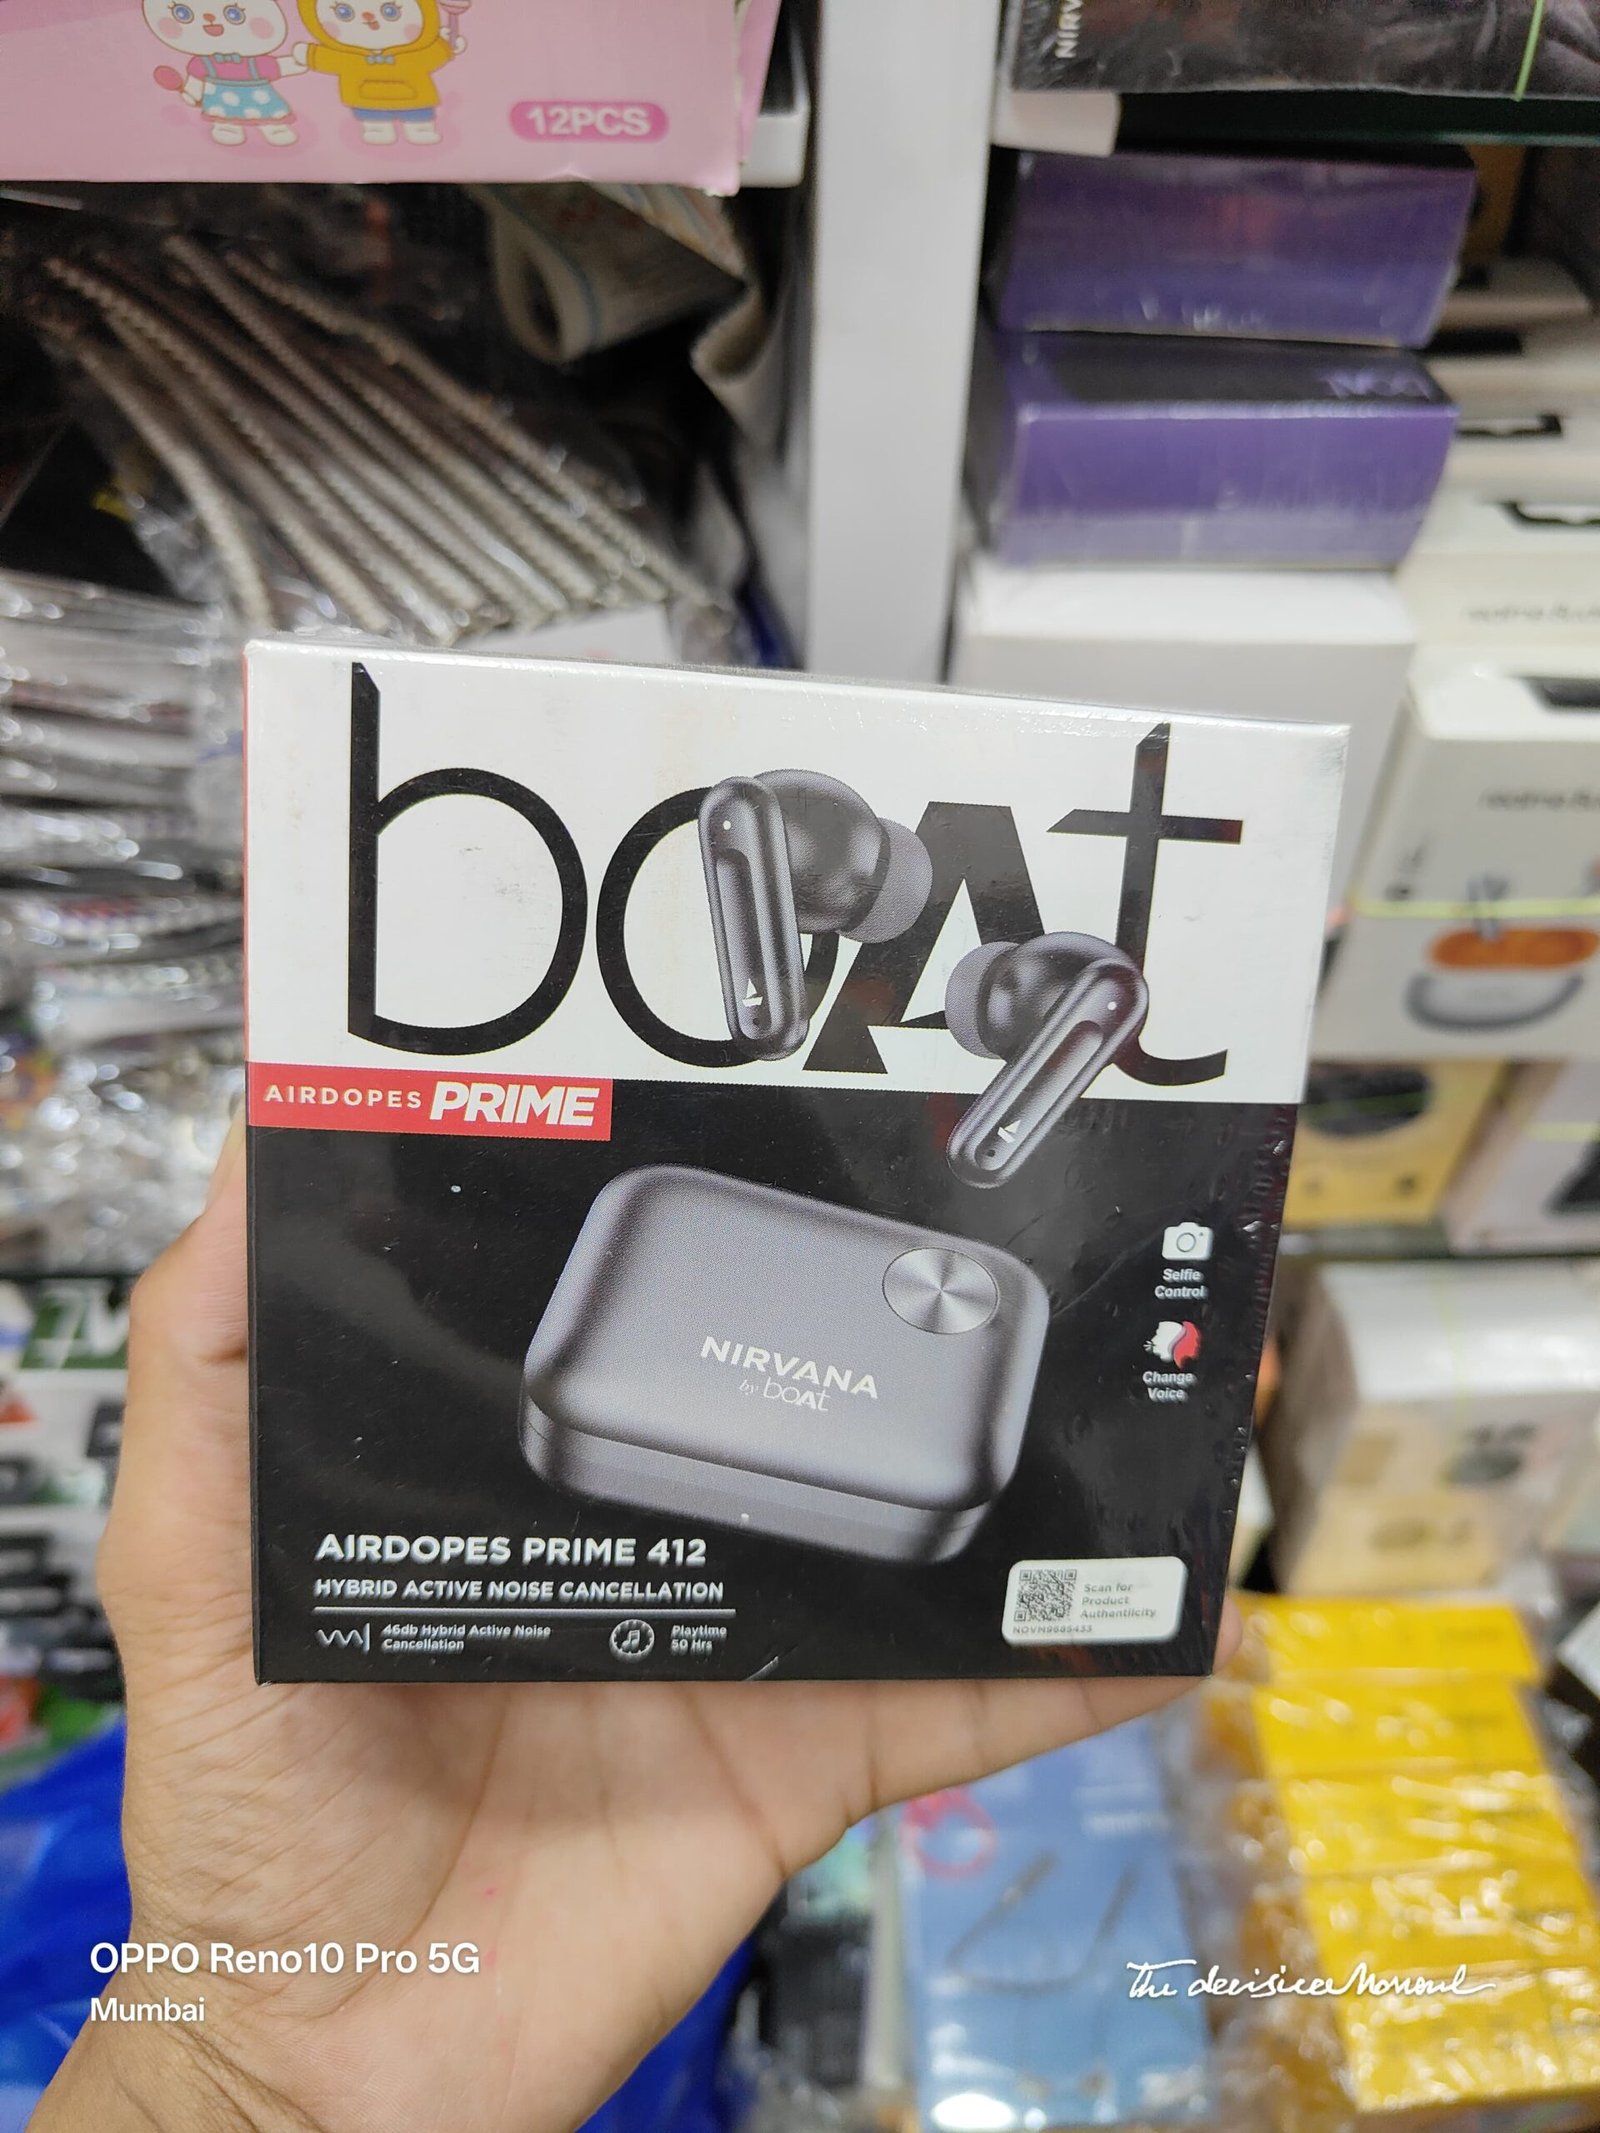 12PCS
NIRV
boAt
AIRDOPES PRIME
Selfie
Control
NIRVANA
by boAt
Change
Voice
AIRDOPES PRIME 412
HYBRID ACTIVE NOISE CANCELLATION
46db Hybrid Active Noise
Cancellation
Playtime
50 Hrs
Scan for
Product
Authenticity
OPPO Reno10 Pro 5G
Mumbai